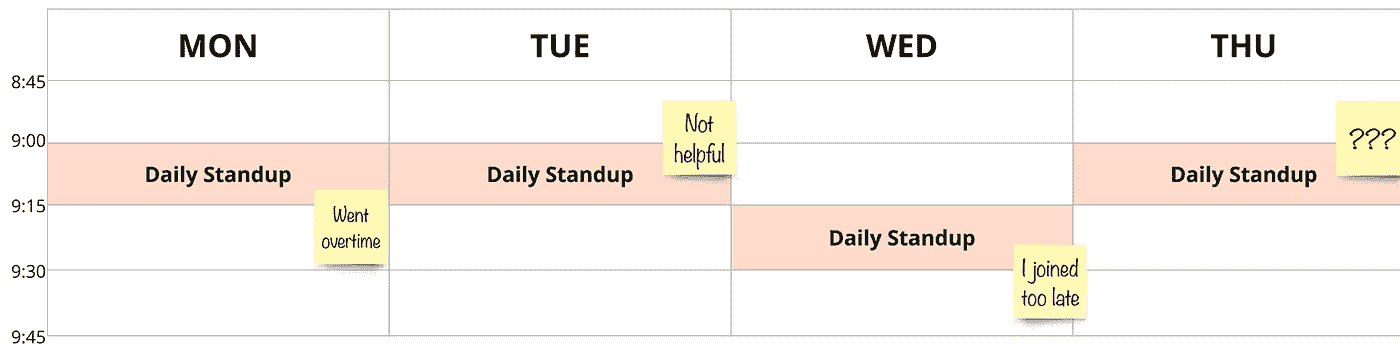 MON TUE WED THU
8:45
9:00
Not
helpful
???
Daily Standup Daily Standup Daily Standup
9:15
Went
overtime
Daily Standup
9:30
I joined
too late
9:45